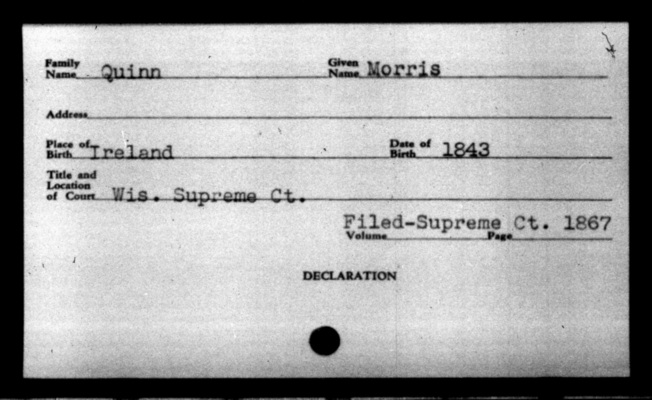 Family Name Quinn Given Name Morris
Address
Place of Birth Ireland Date of Birth 1843
Title and Location of Court Wis. Supreme Ct.
Filed-Supreme Ct. 1867
Volume Page
DECLARATION